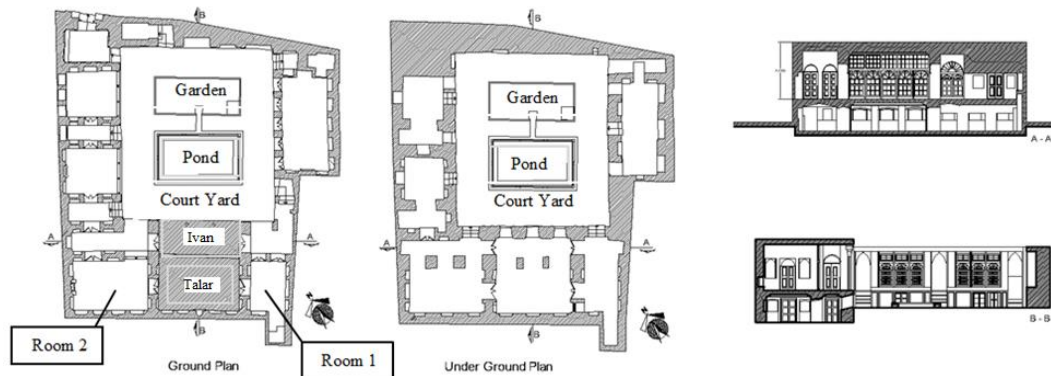 B
Garden
Pond
Court Yard
A
Ivan
A
Talar
B
Room 2
Room 1
Ground Plan
B
Garden
Pond
Court Yard
A
A
B
Under Ground Plan
A - A
B - B